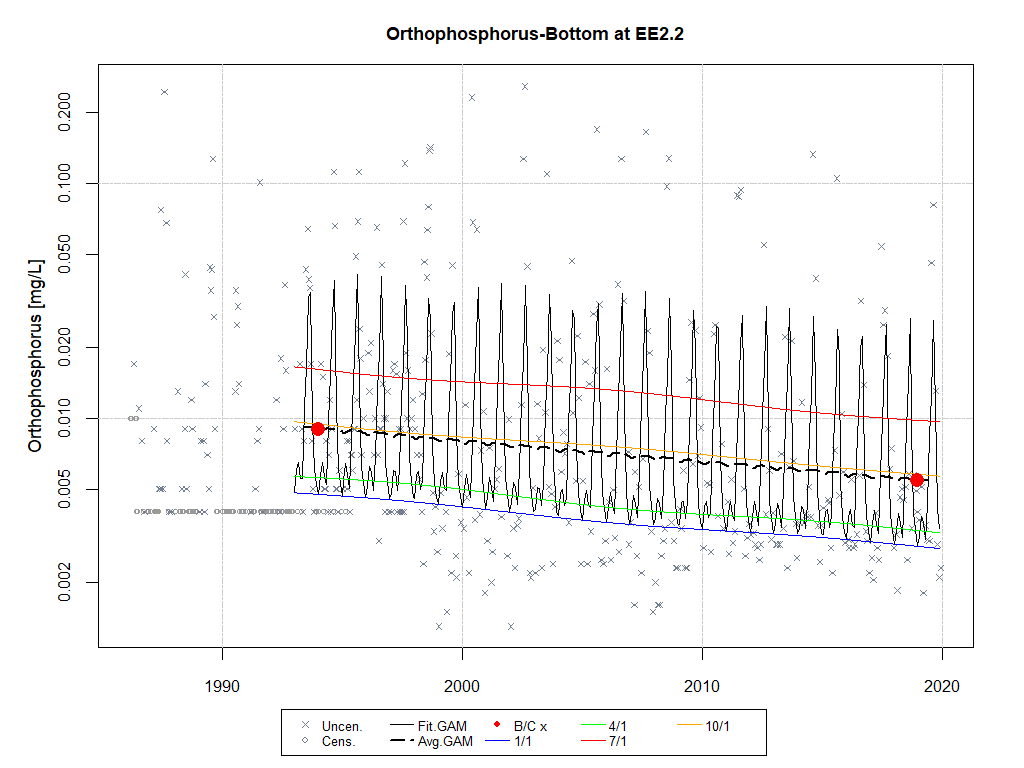 Orthophosphorus-Bottom at EE2.2
Orthophosphorus [mg/L]
0.200
0.100
0.050
0.020
0.010
0.005
0.002
1990 2000 2010 2020
Uncen. Fit.GAM B/C x 4/1 10/1
Cens. Avg.GAM 1/1 7/1